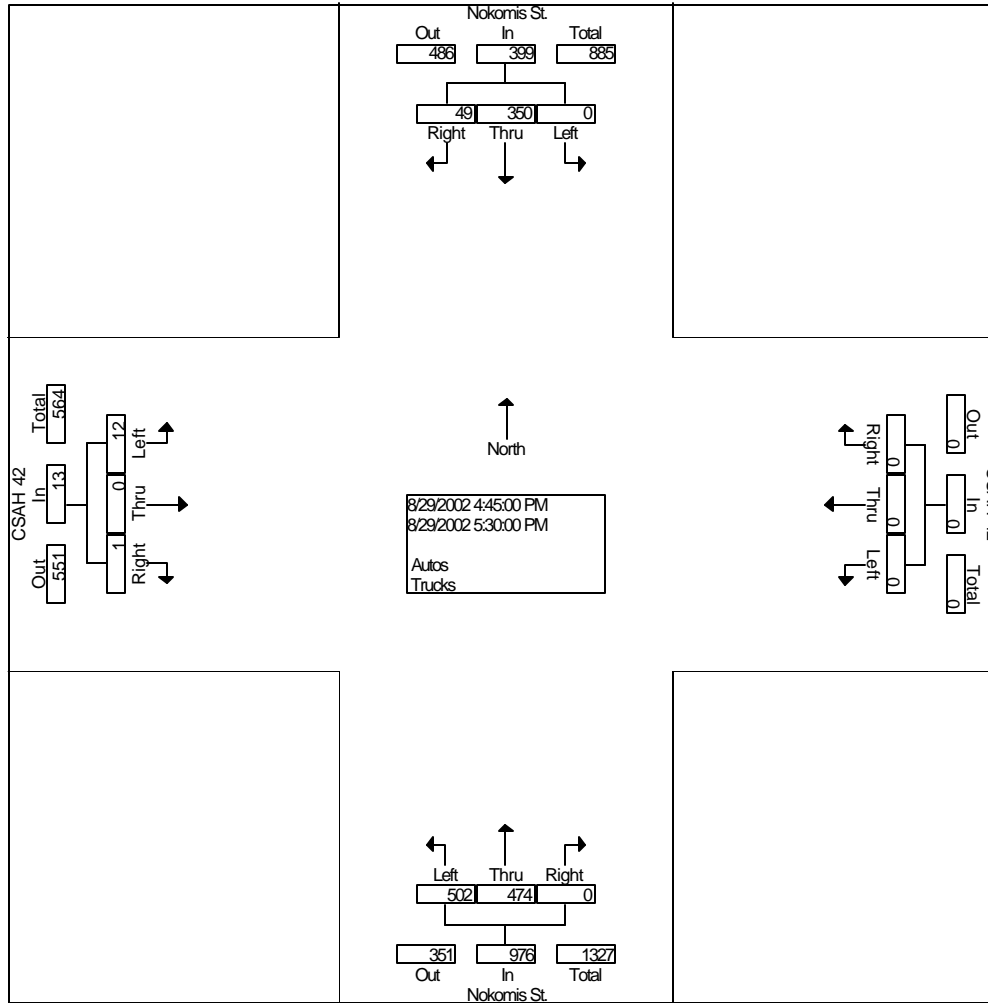 Nokomis St.
Out In Total
486 399 885
49 350 0
Right Thru Left
CSAH 42
Total In Out
564 13 551
12 0 1
Left Thru Right
North
8/29/2002 4:45:00 PM
8/29/2002 5:30:00 PM
Autos
Trucks
Right Thru Left
0 0 0
Out In Total
0 0 0
Left Thru Right
502 474 0
351 976 1327
Out In Total
Nokomis St.